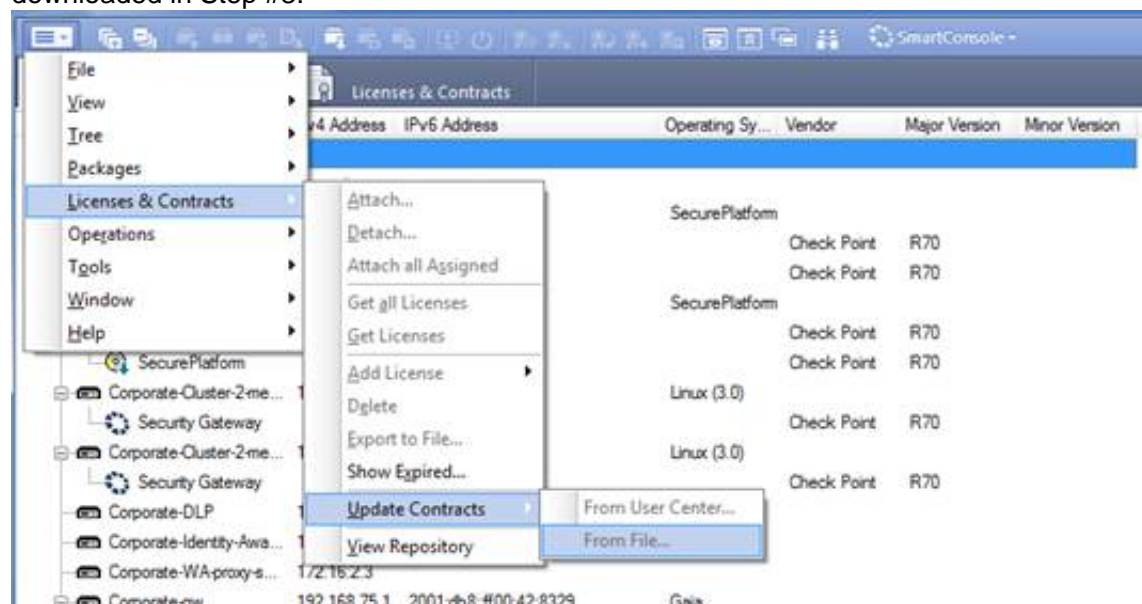 downloaded in Step #3.
SmartConsole
File
View
Tree
Packages
Licenses & Contracts
Operations
Tools
Window
Help
Licenses & Contracts
v4 Address IPv6 Address Operating Sy... Vendor Major Version Minor Version
Attach...
Detach...
Attach all Assigned
Get all Licenses
Get Licenses
Add License
Delete
Export to File...
Show Expired...
Update Contracts
View Repository
From User Center...
From File...
SecurePlatform
Check Point R70
Check Point R70
SecurePlatform
Check Point R70
SecurePlatform Check Point R70
Corporate-Cluster-2-me... 1 Linux (3.0)
Security Gateway Check Point R70
Corporate-Cluster-2-me... 1 Linux (3.0)
Security Gateway Check Point R70
Corporate-DLP 1
Corporate-Identity-Awa... 1
Corporate-WA-proxy-s... 172.16.2.3
Corporate-gw 192.168.75.1 2001:db8:ff00:42:8329 Gaia